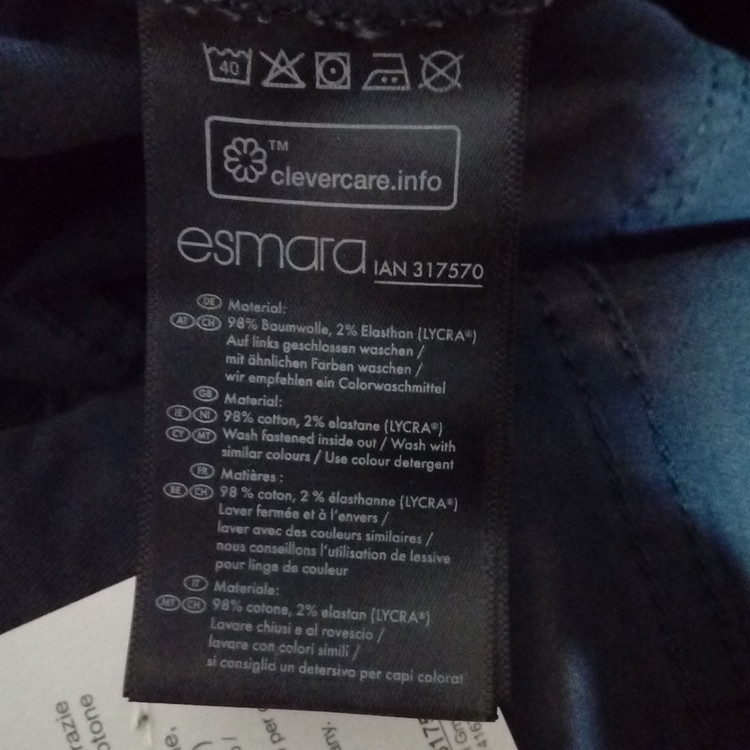 40
TM
clevercare.info
esmara IAN 317570
DE Material:
AT CH 98% Baumwolle, 2% Elasthan (LYCRA®)
Auf links geschlossen waschen /
mit ähnlichen Farben waschen /
wir empfehlen ein Colorwaschmittel
GB Material:
IE NI 98% cotton, 2% elastane (LYCRA®)
CY MT Wash fastened inside out / Wash with
similar colours / Use colour detergent
FR Matières :
BE CH 98 % coton, 2 % élasthanne (LYCRA®)
Laver fermée et à l'envers /
laver avec des couleurs similaires /
nous conseillons l'utilisation de lessive
pour linge de couleur
IT Materiale:
MT CH 98% cotone, 2% elastan (LYCRA®)
Lavare chiusi e al rovescio /
lavare con colori simili /
si consiglia un detersivo per capi colorat